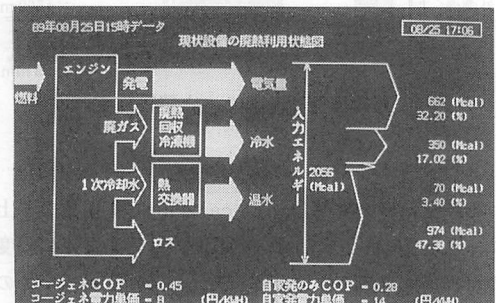 89年08月25日15時データ
08/25 17:06
現状設備の廃熱利用状態図
エンジン
発電
電気量
燃料
廃ガス
廃熱
回収
冷凍機
冷水
1次冷却水
熱
交換器
温水
ロス
入力エネルギー
2056
(Mcal)
662 (Mcal)
32.20 (%)
350 (Mcal)
17.02 (%)
70 (Mcal)
3.40 (%)
974 (Mcal)
47.38 (%)
コージェネCOP = 0.45
自家発のみCOP = 0.28
コージェネ電力単価 = 8 (円/KWH)
自家発電力単価 = 14 (円/KWH)